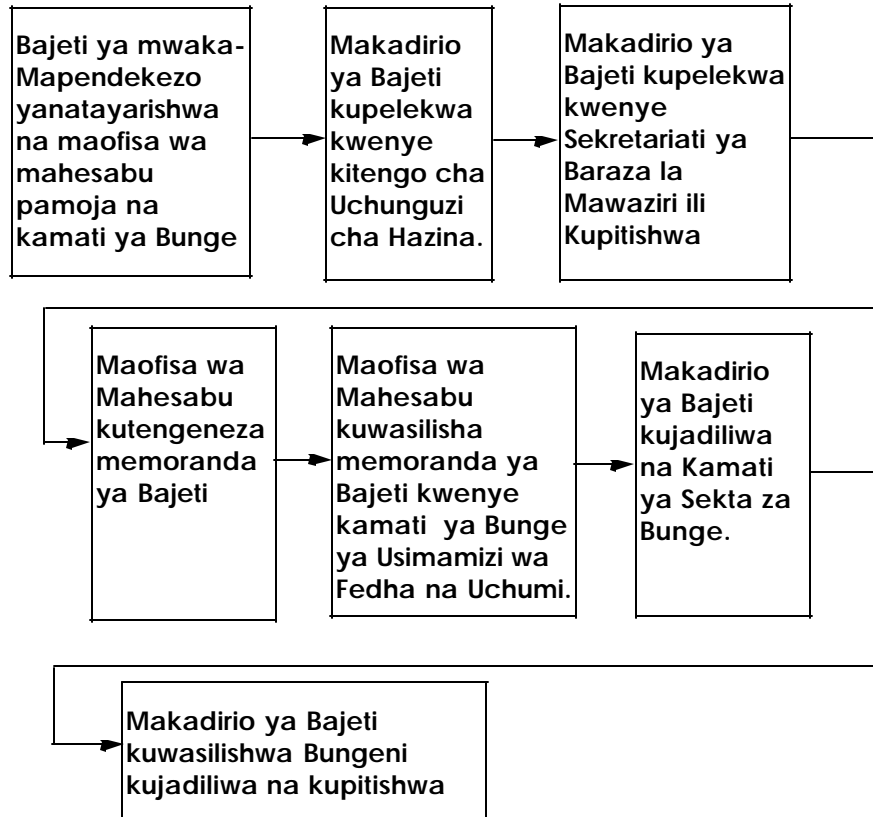 Bajeti ya mwaka-
Mapendekezo
yanatayarishwa
na maofisa wa
mahesabu
pamoja na
kamati ya Bunge
Makadirio
ya Bajeti
kupelekwa
kwenye
kitengo cha
Uchunguzi
cha Hazina.
Makadirio ya
Bajeti kupelekwa
kwenye
Sekretariati ya
Baraza la
Mawaziri ili
Kupitishwa
Maofisa wa
Mahesabu
kutengeneza
memoranda
ya Bajeti
Maofisa wa
Mahesabu
kuwasilisha
memoranda ya
Bajeti kwenye
kamati ya Bunge
ya Usimamizi wa
Fedha na Uchumi.
Makadirio
ya Bajeti
kujadiliwa
na Kamati
ya Sekta za
Bunge.
Makadirio ya Bajeti
kuwasilishwa Bungeni
kujadiliwa na kupitishwa